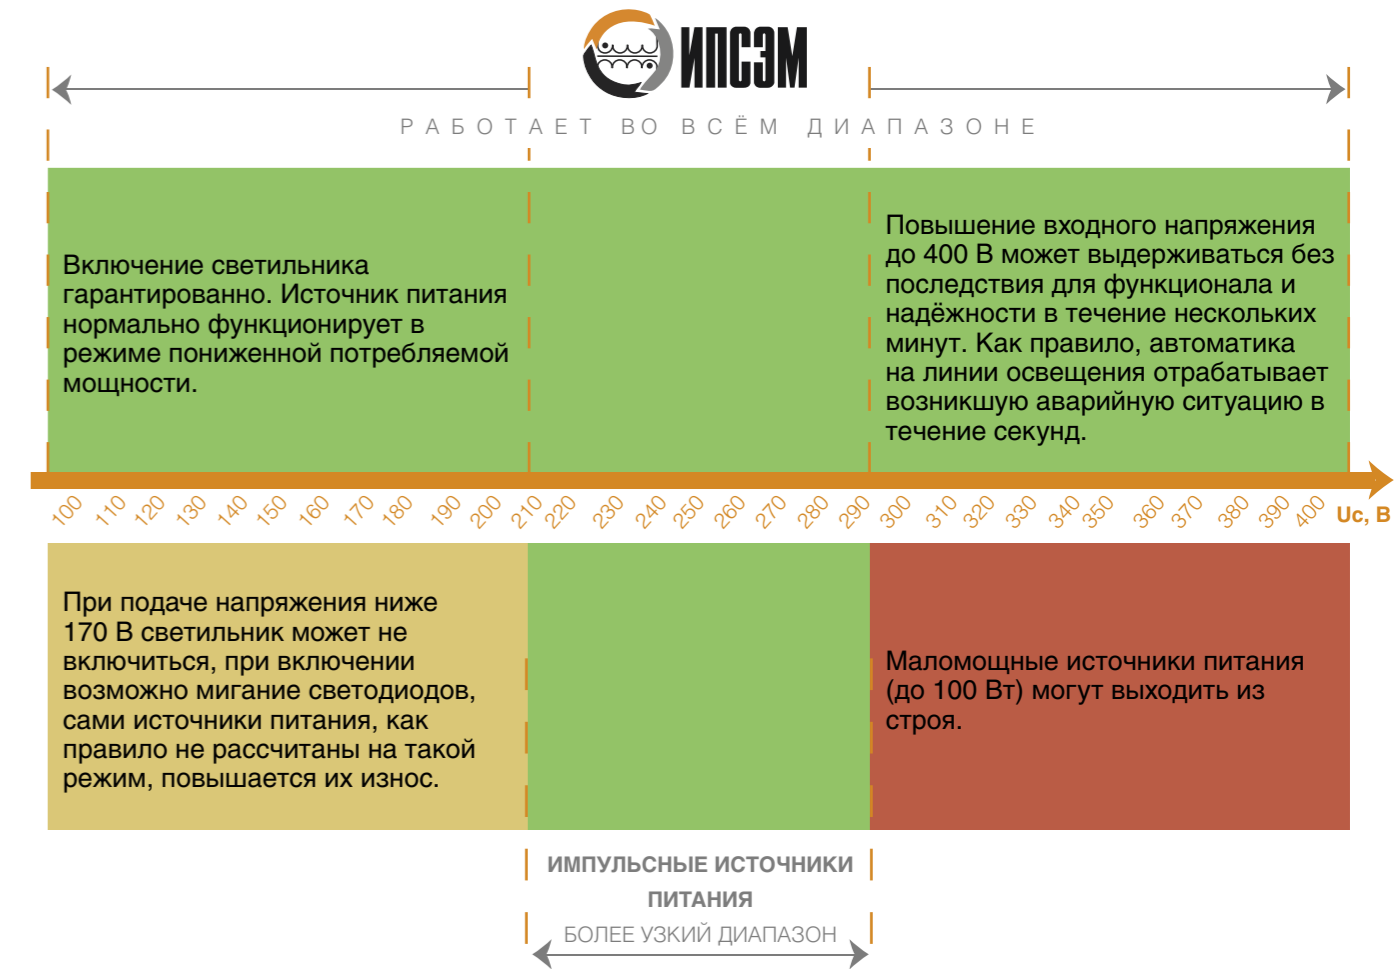 ИПСЭМ
РАБОТАЕТ ВО ВСЁМ ДИАПАЗОНЕ
Включение светильника
гарантированно. Источник питания
нормально функционирует в
режиме пониженной потребляемой
мощности.
Повышение входного напряжения
до 400 В может выдерживаться без
последствия для функционала и
надёжности в течение нескольких
минут. Как правило, автоматика
на линии освещения отрабатывает
возникшую аварийную ситуацию в
течение секунд.
100 110 120 130 140 150 160 170 180 190 200 210 220 230 240 250 260 270 280 290 300 310 320 330 340 350 360 370 380 390 400 Uc, В
При подаче напряжения ниже
170 В светильник может не
включиться, при включении
возможно мигание светодиодов,
сами источники питания, как
правило не рассчитаны на такой
режим, повышается их износ.
Маломощные источники питания
(до 100 Вт) могут выходить из
строя.
ИМПУЛЬСНЫЕ ИСТОЧНИКИ
ПИТАНИЯ
БОЛЕЕ УЗКИЙ ДИАПАЗОН